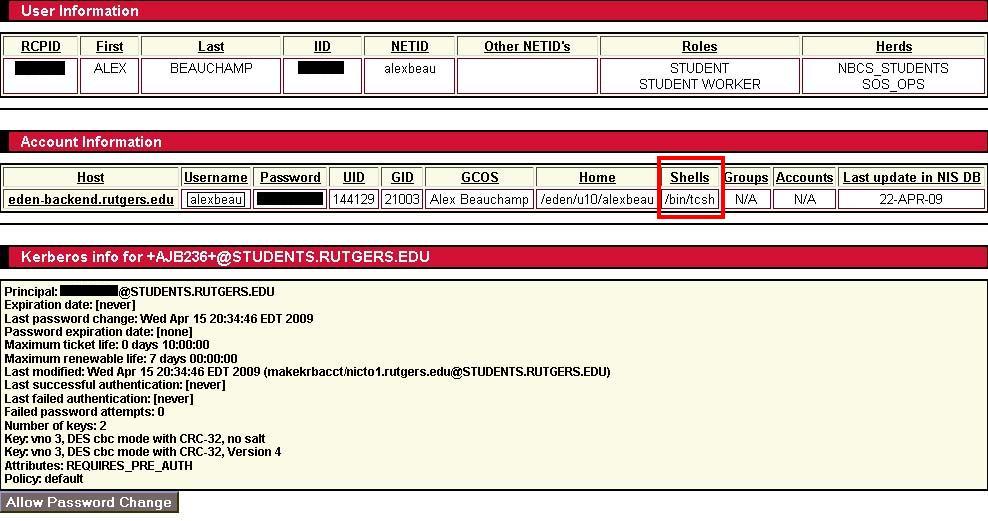 User Information
RCPID First Last IID NETID Other NETID's Roles Herds
ALEX BEAUCHAMP alexbeau STUDENT NBCS_STUDENTS
STUDENT WORKER SOS_OPS
Account Information
Host Username Password UID GID GCOS Home Shells Groups Accounts Last update in NIS DB
eden-backend.rutgers.edu alexbeau 144129 21003 Alex Beauchamp /eden/u10/alexbeau /bin/tcsh N/A N/A 22-APR-09
Kerberos info for +AJB236+@STUDENTS.RUTGERS.EDU
Principal: @STUDENTS.RUTGERS.EDU
Expiration date: [never]
Last password change: Wed Apr 15 20:34:46 EDT 2009
Password expiration date: [none]
Maximum ticket life: 0 days 10:00:00
Maximum renewable life: 7 days 00:00:00
Last modified: Wed Apr 15 20:34:46 EDT 2009 (makekrbacct/nicto1.rutgers.edu@STUDENTS.RUTGERS.EDU)
Last successful authentication: [never]
Last failed authentication: [never]
Failed password attempts: 0
Number of keys: 2
Key: vno 3, DES cbc mode with CRC-32, no salt
Key: vno 3, DES cbc mode with CRC-32, Version 4
Attributes: REQUIRES_PRE_AUTH
Policy: default
Allow Password Change